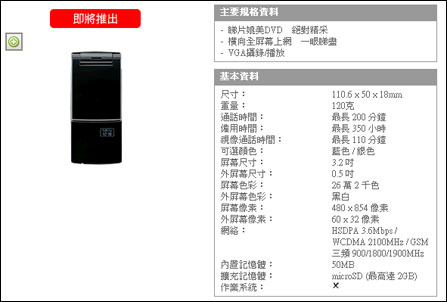 即將推出
主要規格資料
- 睇片媲美DVD 絕對精采
- 橫向全屏幕上網 一眼睇盡
- VGA攝錄/播放
基本資料
尺寸： 110.6 x 50 x 18mm
重量： 120克
通話時間： 最長 200 分鐘
備用時間： 最長 350 小時
視像通話時間： 最長 110 分鐘
可選顏色： 藍色 / 銀色
屏幕尺寸： 3.2 吋
外屏幕尺寸： 0.5 吋
屏幕色彩： 26 萬 2 千色
外屏幕色彩： 黑白
屏幕像素： 480 x 854 像素
外屏幕像素： 60 x 32 像素
網絡： HSDPA 3.6Mbps /
WCDMA 2100MHz / GSM
三頻 900/1800/1900MHz
內置記憶體： 50MB
擴充記憶體： microSD (最高達 2GB)
作業系統： ✕